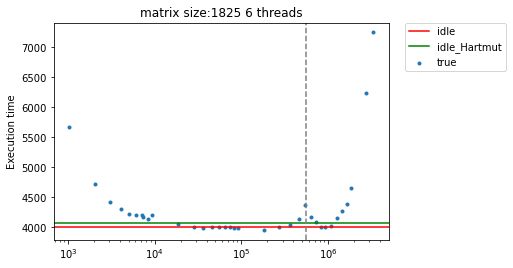 matrix size:1825 6 threads
idle
idle_Hartmut
true
Execution time
7000
6500
6000
5500
5000
4500
4000
10³
10⁴
10⁵
10⁶